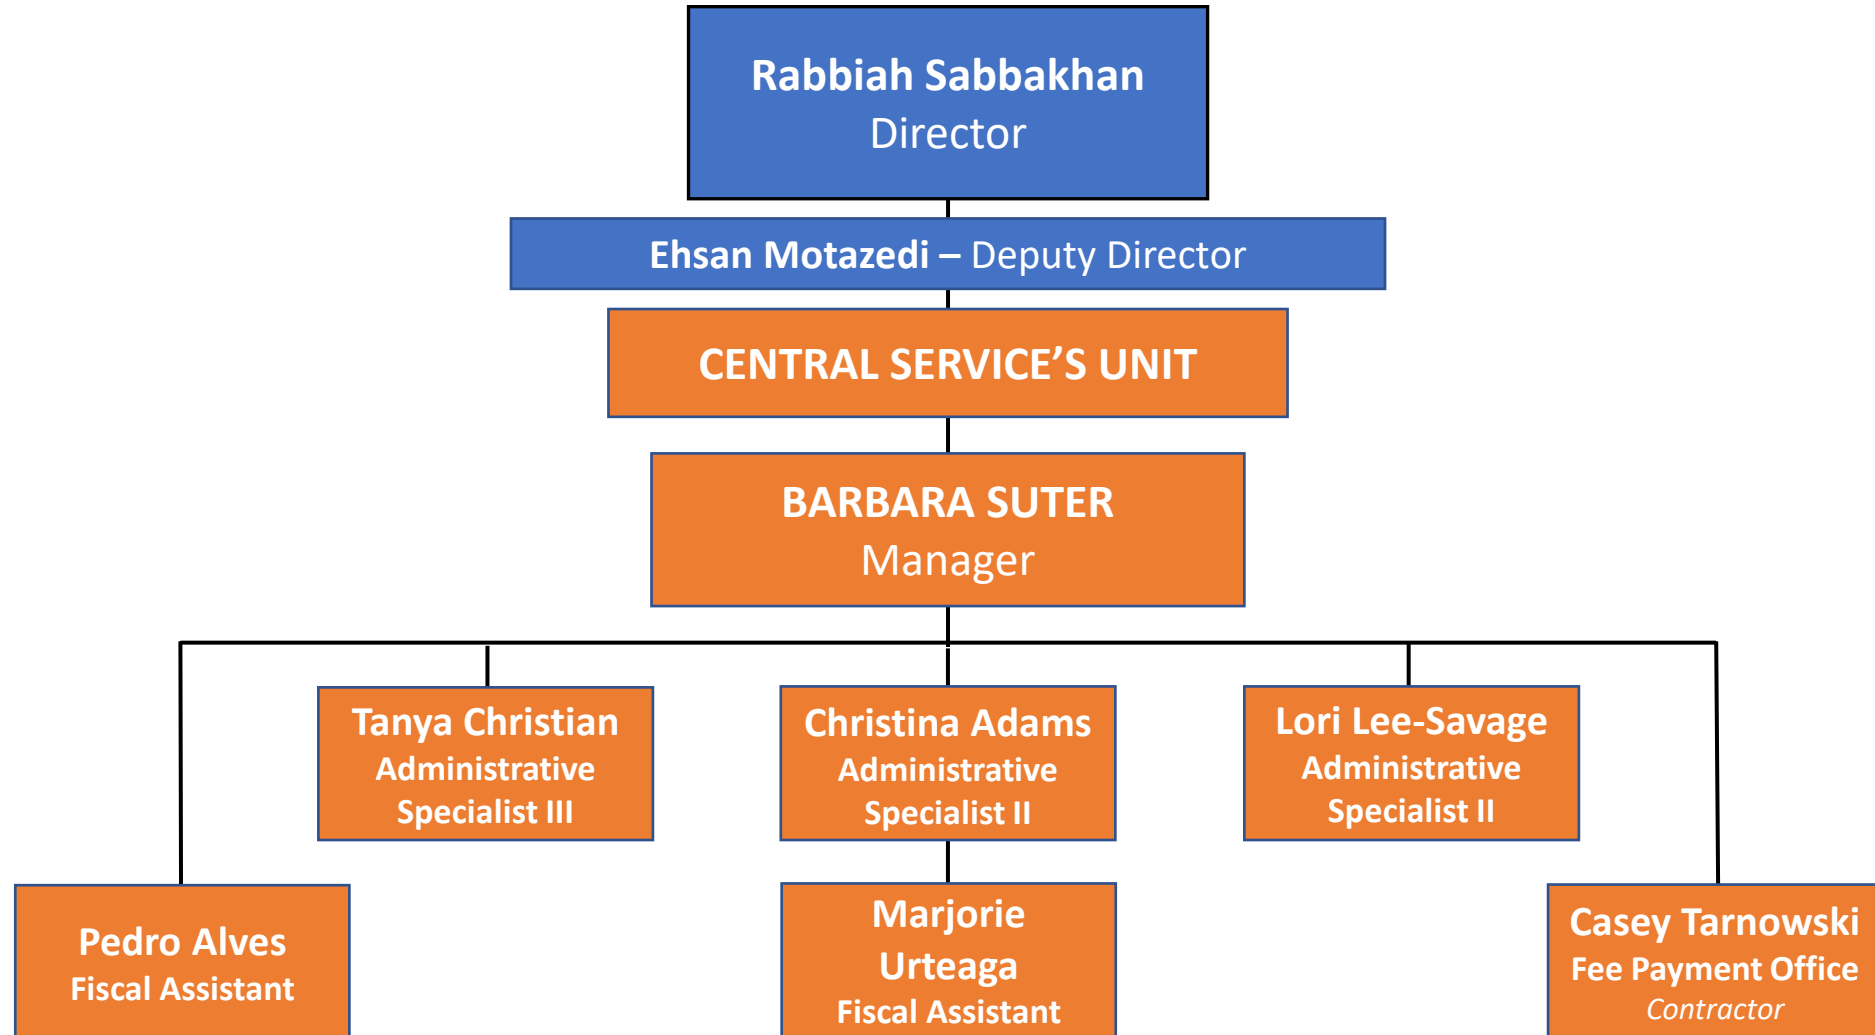 Rabbiah Sabbakhan
Director
Ehsan Motazedi – Deputy Director
CENTRAL SERVICE’S UNIT
BARBARA SUTER
Manager
Tanya Christian
Administrative
Specialist III
Christina Adams
Administrative
Specialist II
Lori Lee-Savage
Administrative
Specialist II
Pedro Alves
Fiscal Assistant
Marjorie
Urteaga
Fiscal Assistant
Casey Tarnowski
Fee Payment Office
Contractor